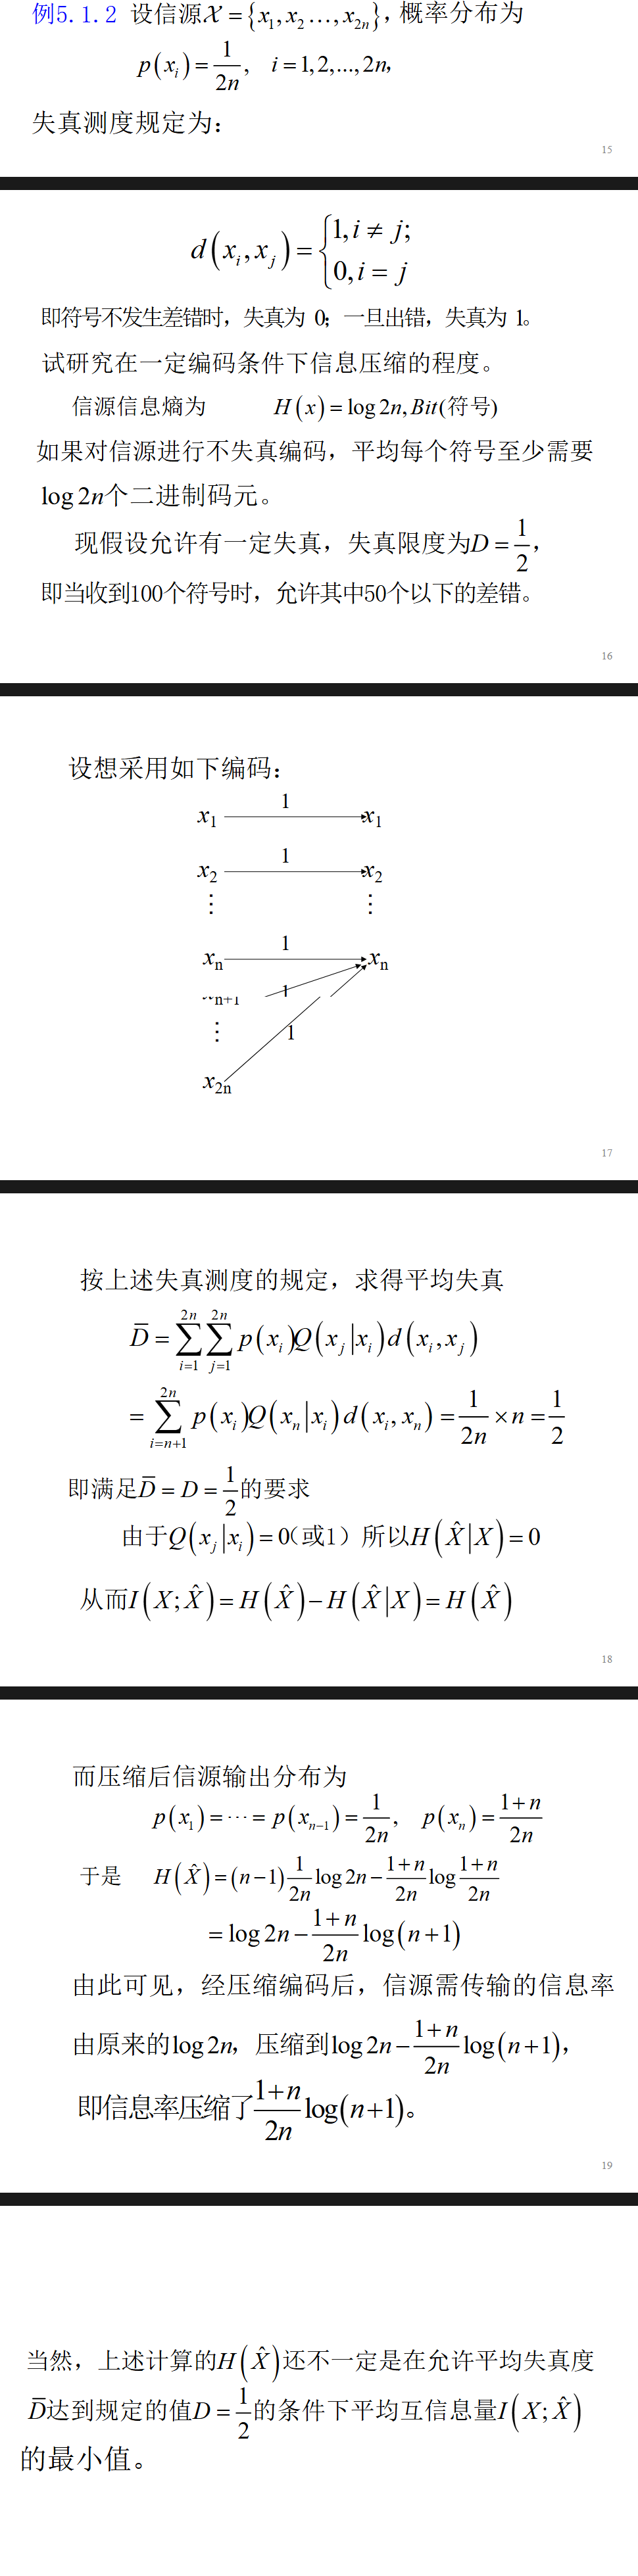 例5.1.2 设信源𝒳 = {x₁, x₂ …, x₂ₙ}, 概率分布为
p(xᵢ) = 1/(2n), i = 1, 2, ..., 2n,
失真测度规定为：
15
d(xᵢ, xⱼ) = { 1, i ≠ j;
0, i = j
即符号不发生差错时，失真为 0；一旦出错，失真为 1。
试研究在一定编码条件下信息压缩的程度。
信源信息熵为 H(x) = log 2n, Bit(符号)
如果对信源进行不失真编码，平均每个符号至少需要
log 2n个二进制码元。
现假设允许有一定失真，失真限度为D = 1/2，
即当收到100个符号时，允许其中50个以下的差错。
16
设想采用如下编码：
x₁ 1 x₁
x₂ 1 x₂
⋮ ⋮
xₙ 1 xₙ
xₙ₊₁ 1
⋮ 1
x₂ₙ
17
按上述失真测度的规定，求得平均失真
D̄ = ∑_{i=1}^{2n} ∑_{j=1}^{2n} p(xᵢ)Q(xⱼ|xᵢ)d(xᵢ, xⱼ)
= ∑_{i=n+1}^{2n} p(xᵢ)Q(xₙ|xᵢ)d(xᵢ, xₙ) = 1/(2n) × n = 1/2
即满足D̄ = D = 1/2的要求
由于Q(xⱼ|xᵢ) = 0（或1）所以H(X̂|X) = 0
从而I(X; X̂) = H(X̂) − H(X̂|X) = H(X̂)
18
而压缩后信源输出分布为
p(x₁) = ⋯ = p(xₙ₋₁) = 1/(2n), p(xₙ) = (1+n)/(2n)
于是 H(X̂) = (n−1) 1/(2n) log 2n − (1+n)/(2n) log (1+n)/(2n)
= log 2n − (1+n)/(2n) log(n+1)
由此可见，经压缩编码后，信源需传输的信息率
由原来的log 2n，压缩到log 2n − (1+n)/(2n) log(n+1)，
即信息率压缩了(1+n)/(2n) log(n+1)。
19
当然，上述计算的H(X̂)还不一定是在允许平均失真度
D̄达到规定的值D = 1/2的条件下平均互信息量I(X; X̂)
的最小值。